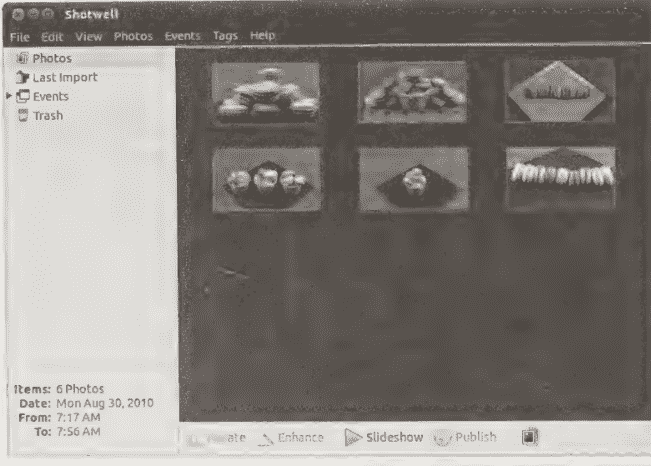 Shotwell
File Edit View Photos Events Tags Help
Photos
Last Import
Events
Trash
Items: 6 Photos
Date: Mon Aug 30, 2010
From: 7:17 AM
To: 7:56 AM
Enhance Slideshow Publish